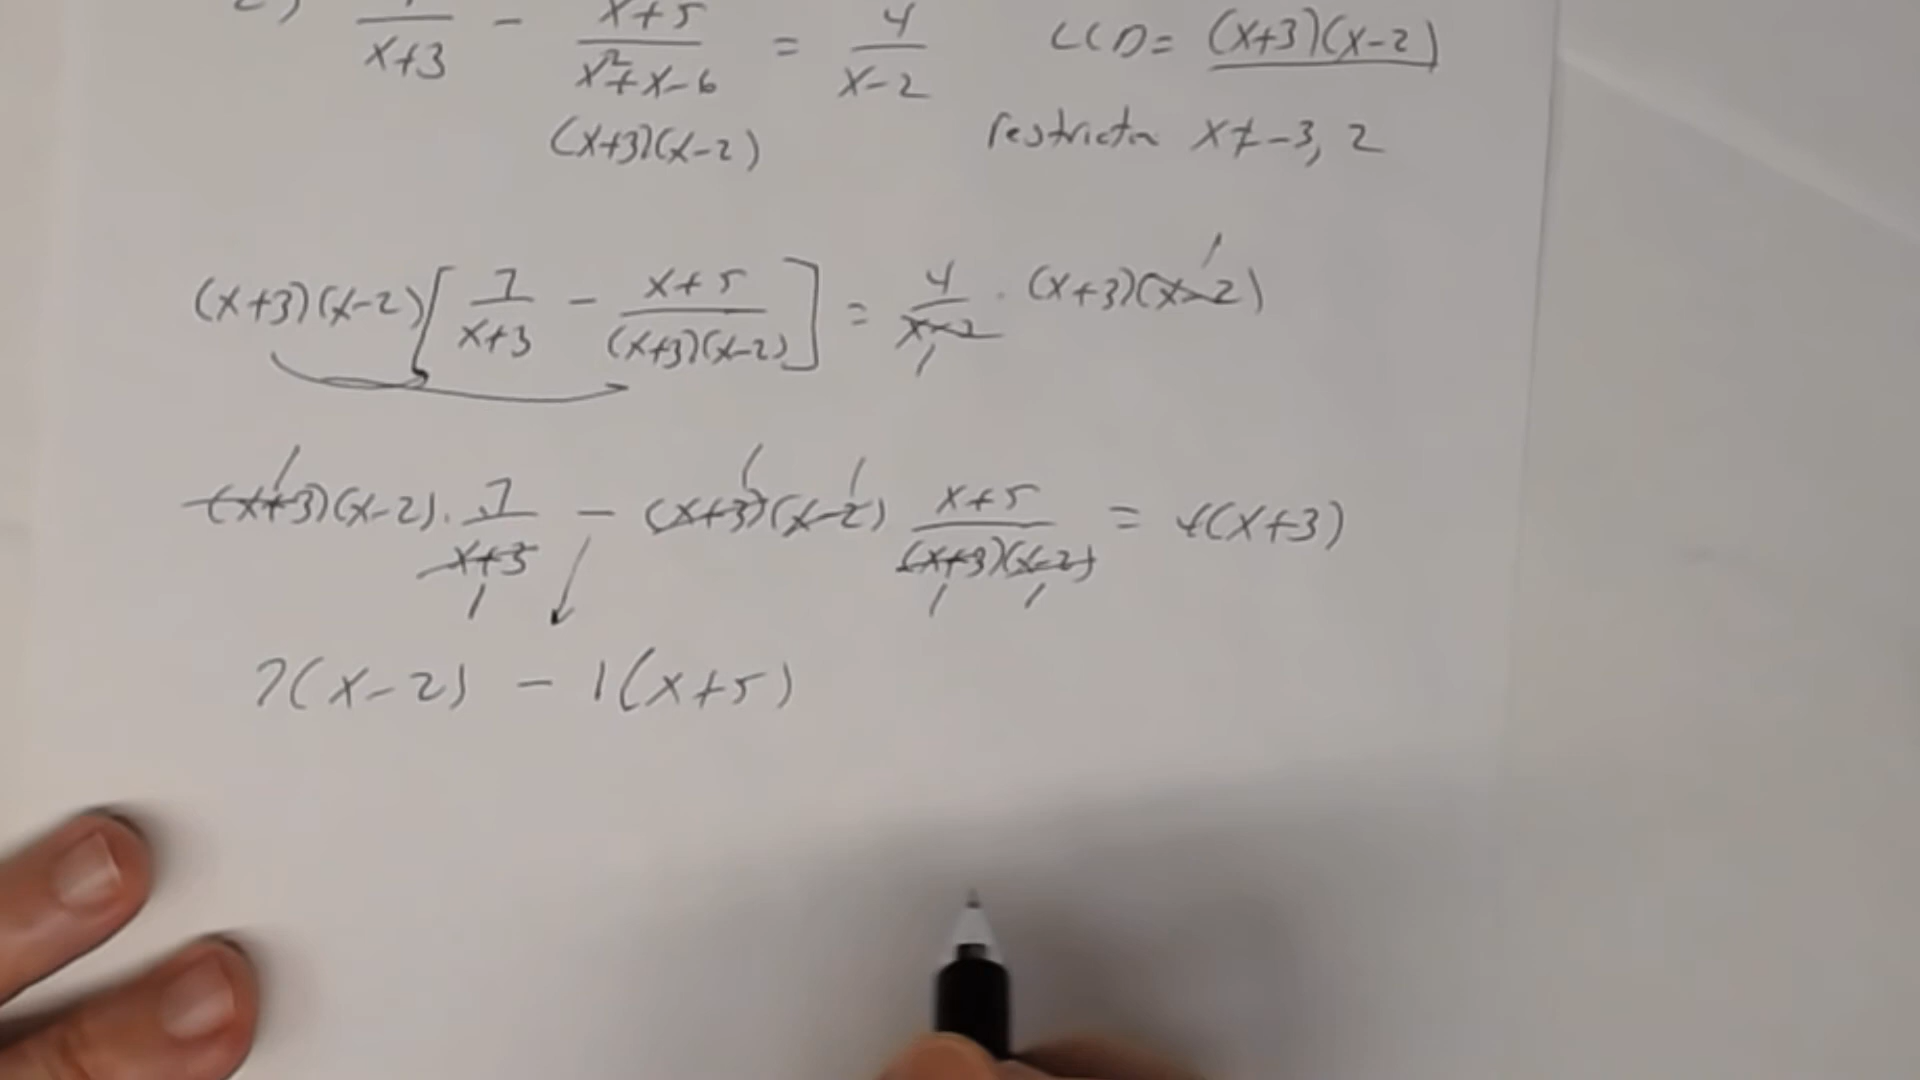 2) 7/(x+3) - (x+5)/(x²+x-6) = 4/(x-2) LCD= (x+3)(x-2)
(x+3)(x-2) restrictn x≠-3, 2
(x+3)(x-2)[7/(x+3) - (x+5)/((x+3)(x-2))] = 4/(x-2) · (x+3)(x-2)
(x+3)(x-2) · 7/(x+3) - (x+3)(x-2) (x+5)/((x+3)(x-2)) = 4(x+3)
7(x-2) - 1(x+5)